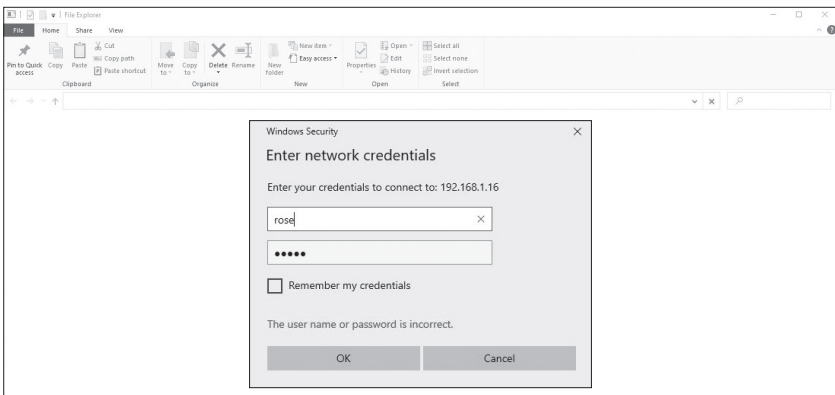 File Explorer
File Home Share View
Pin to Quick access
Copy
Paste
Cut
Copy path
Paste shortcut
Clipboard
Move to
Copy to
Delete
Rename
Organize
New folder
New item
Easy access
New
Properties
Open
Edit
History
Open
Select all
Select none
Invert selection
Select
Windows Security
Enter network credentials
Enter your credentials to connect to: 192.168.1.16
rose
•••••
Remember my credentials
The user name or password is incorrect.
OK Cancel